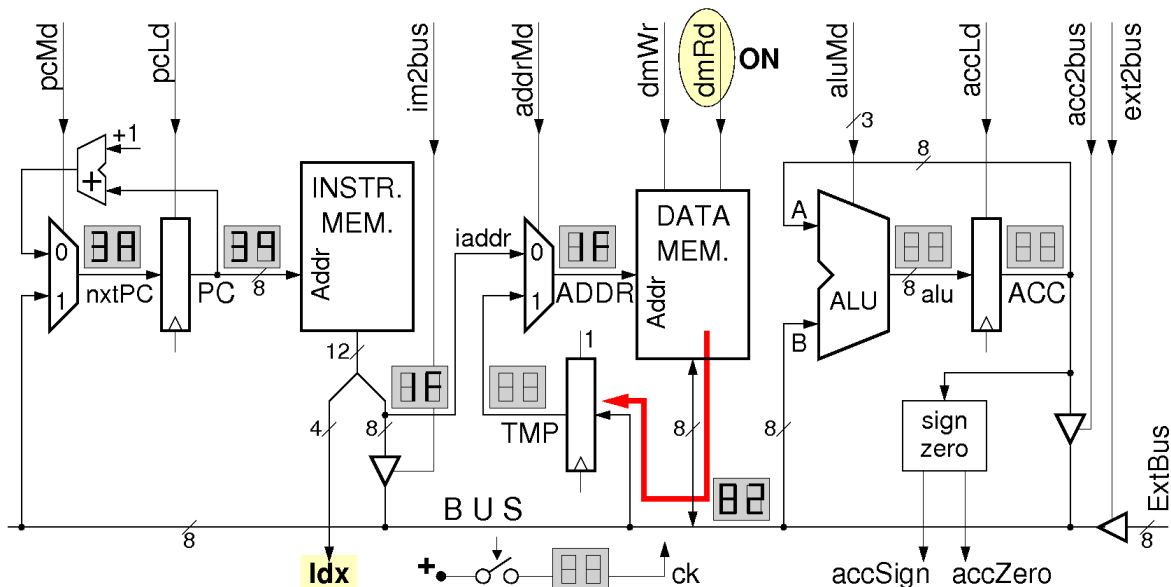 pcMd
pcLd
im2bus
addrMd
dmWr
dmRd
ON
aluMd
accLd
acc2bus
ext2bus
+1
+
3
8
INSTR.
MEM.
Addr
DATA
MEM.
Addr
iaddr
0
1
3A
nxtPC
39
PC
8
0
1
1F
ADDR
A
B
ALU
8
alu
ACC
12
4
8
1F
TMP
1
8
8
sign
zero
82
B U S
8
ExtBus
8
Idx
+
ck
accSign
accZero